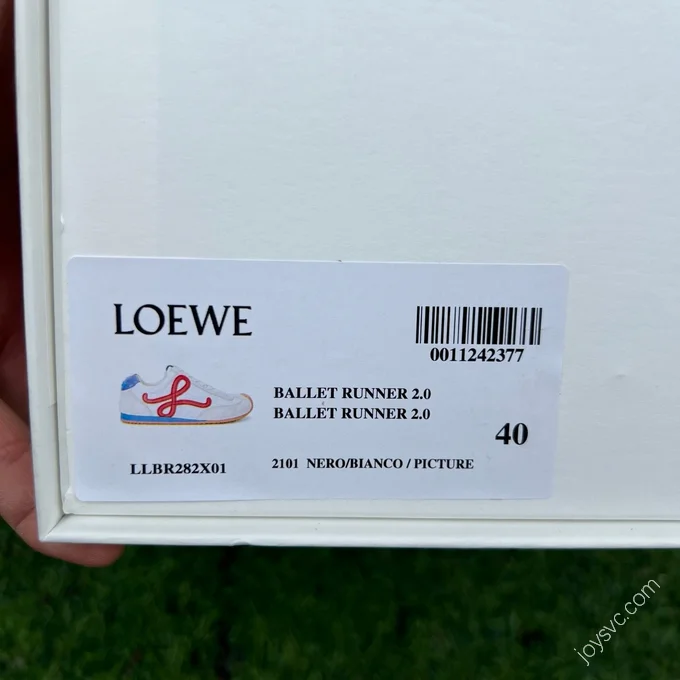 LOEWE
0011242377
BALLET RUNNER 2.0
BALLET RUNNER 2.0
40
LLBR282X01
2101 NERO/BIANCO / PICTURE
joysvc.com